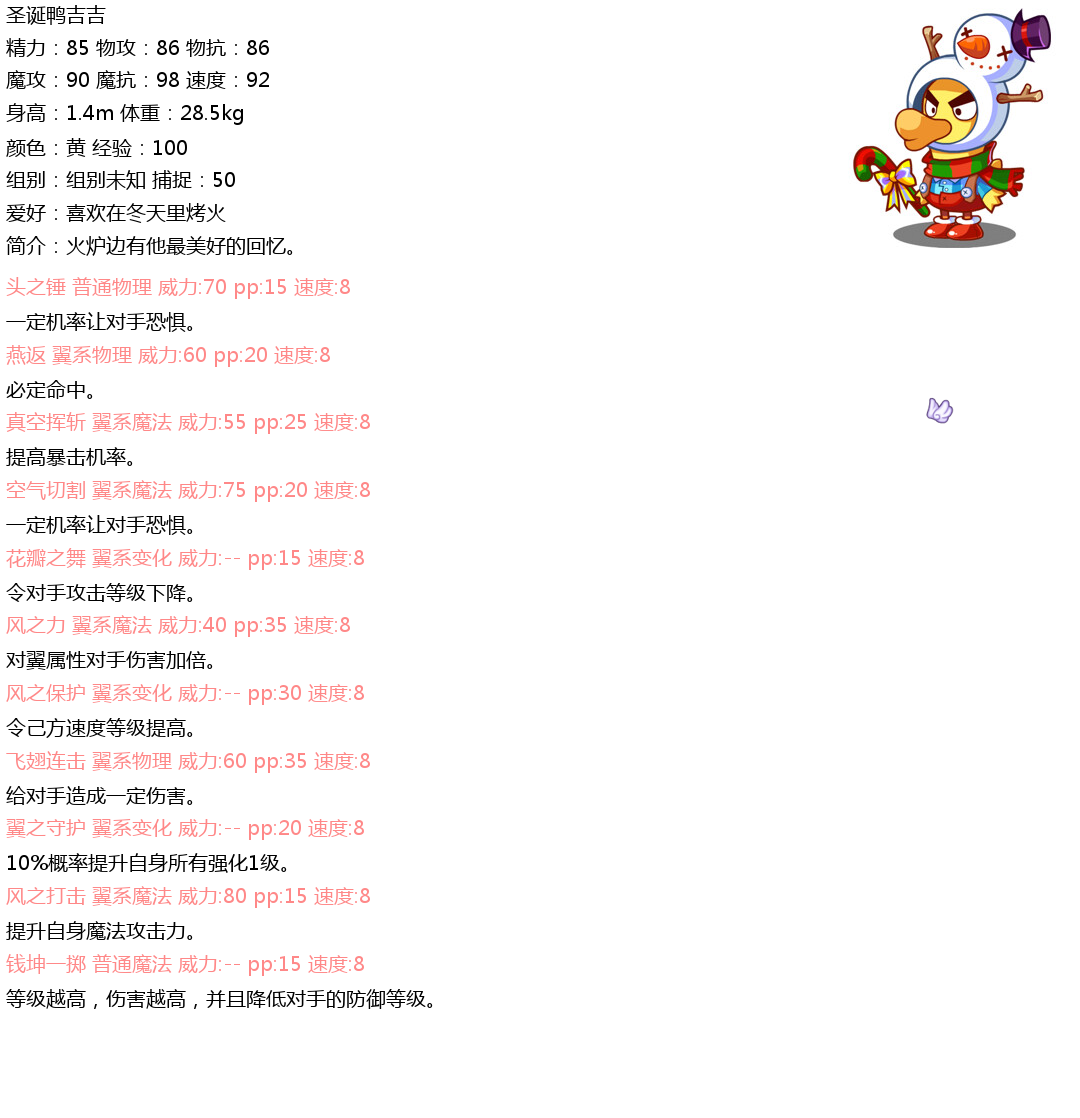 圣诞鸭吉吉
精力：85 物攻：86 物抗：86
魔攻：90 魔抗：98 速度：92
身高：1.4m 体重：28.5kg
颜色：黄 经验：100
组别：组别未知 捕捉：50
爱好：喜欢在冬天里烤火
简介：火炉边有他最美好的回忆。
头之锤 普通物理 威力:70 pp:15 速度:8
一定机率让对手恐惧。
燕返 翼系物理 威力:60 pp:20 速度:8
必定命中。
真空挥斩 翼系魔法 威力:55 pp:25 速度:8
提高暴击机率。
空气切割 翼系魔法 威力:75 pp:20 速度:8
一定机率让对手恐惧。
花瓣之舞 翼系变化 威力:-- pp:15 速度:8
令对手攻击等级下降。
风之力 翼系魔法 威力:40 pp:35 速度:8
对翼属性对手伤害加倍。
风之保护 翼系变化 威力:-- pp:30 速度:8
令己方速度等级提高。
飞翅连击 翼系物理 威力:60 pp:35 速度:8
给对手造成一定伤害。
翼之守护 翼系变化 威力:-- pp:20 速度:8
10%概率提升自身所有强化1级。
风之打击 翼系魔法 威力:80 pp:15 速度:8
提升自身魔法攻击力。
钱坤一掷 普通魔法 威力:-- pp:15 速度:8
等级越高，伤害越高，并且降低对手的防御等级。